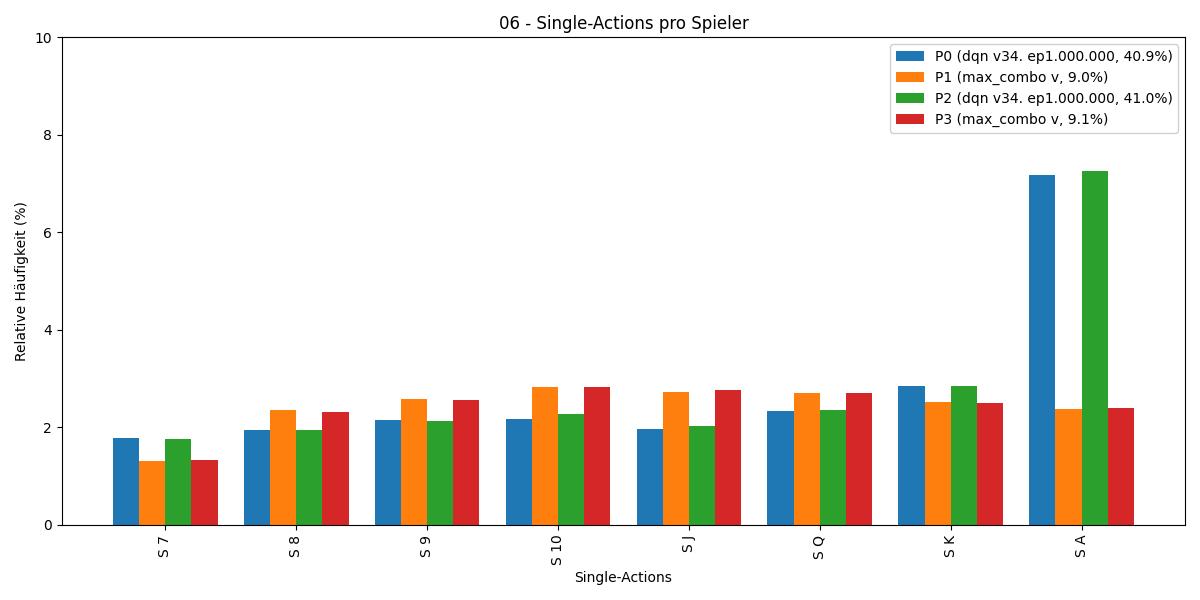 06 - Single-Actions pro Spieler
Relative Häufigkeit (%)
10
8
6
4
2
0
P0 (dqn v34. ep1.000.000, 40.9%)
P1 (max_combo v, 9.0%)
P2 (dqn v34. ep1.000.000, 41.0%)
P3 (max_combo v, 9.1%)
S 7
S 8
S 9
S 10
S J
S Q
S K
S A
Single-Actions